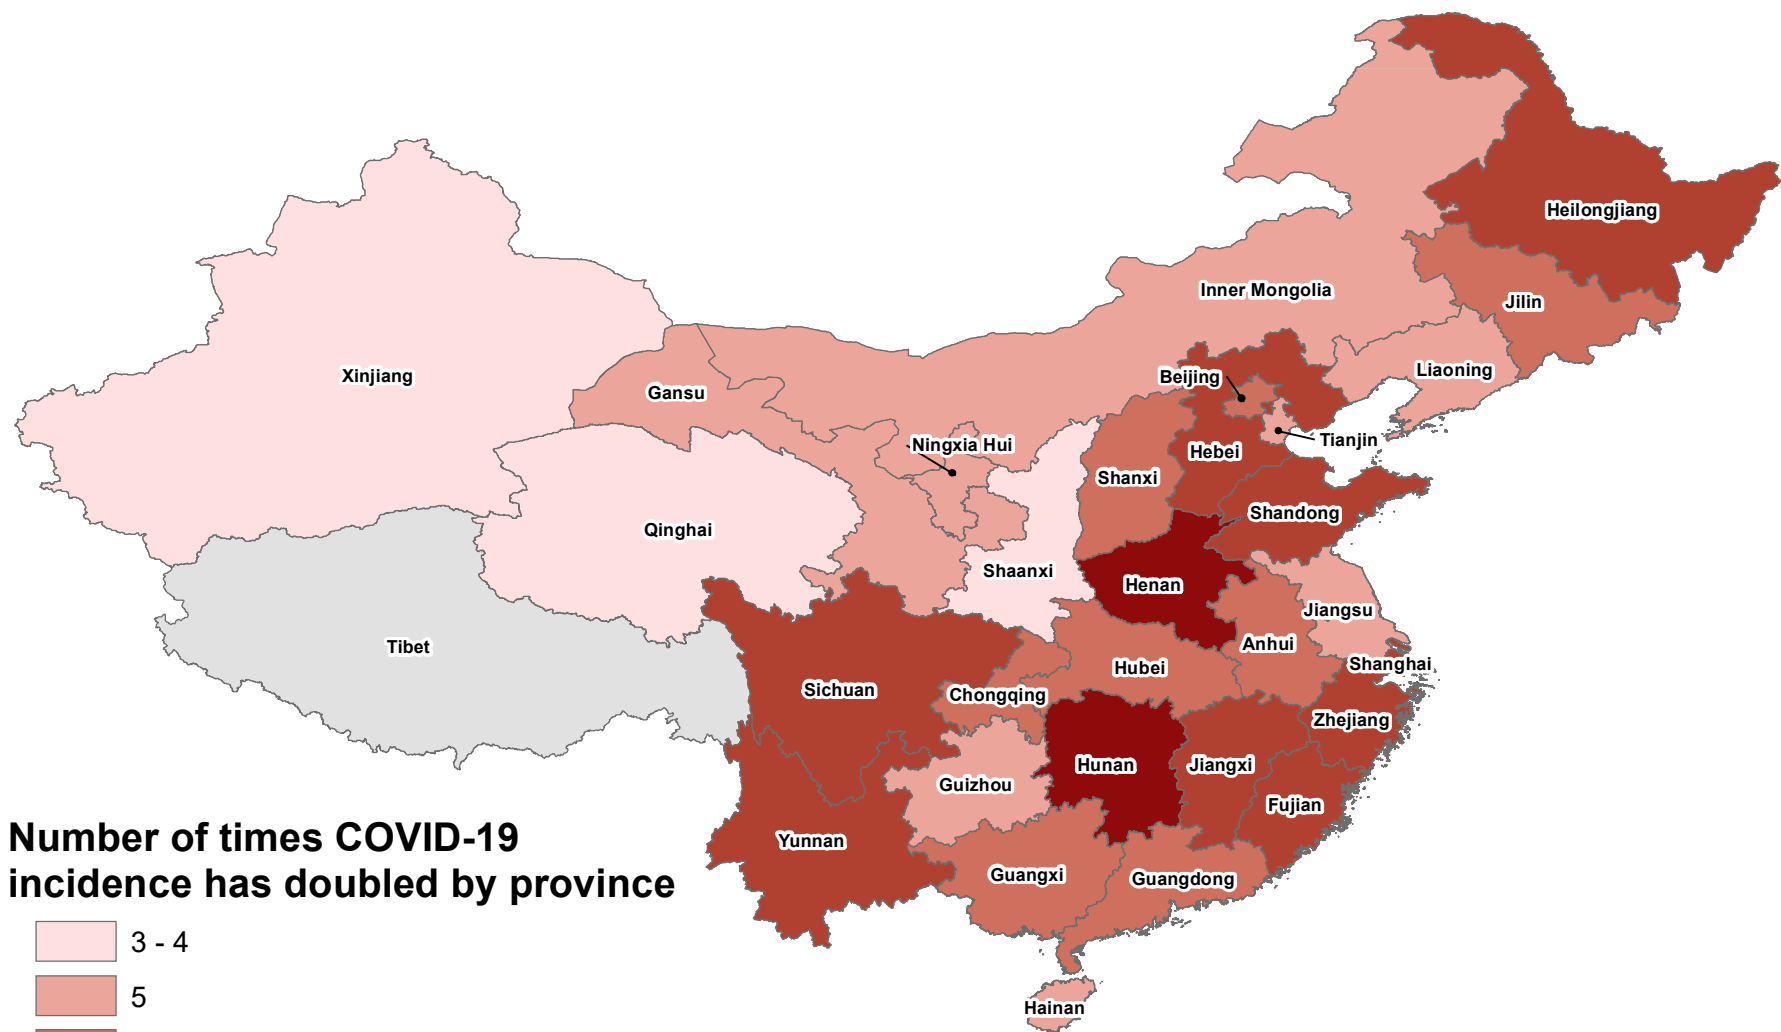 Heilongjiang
Inner Mongolia
Jilin
Xinjiang
Beijing
Liaoning
Gansu
Ningxia Hui
Tianjin
Hebei
Shanxi
Shandong
Qinghai
Shaanxi
Henan
Jiangsu
Tibet
Anhui
Hubei
Shanghai
Sichuan
Chongqing
Zhejiang
Hunan
Jiangxi
Guizhou
Fujian
Yunnan
Guangxi
Guangdong
Hainan
Number of times COVID-19
incidence has doubled by province
3 - 4
5